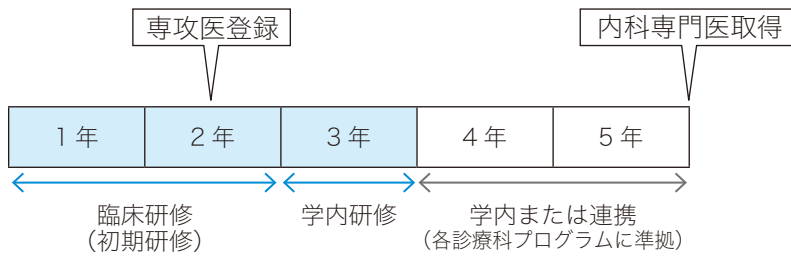 専攻医登録
内科専門医取得
1年
2年
3年
4年
5年
臨床研修
（初期研修）
学内研修
学内または連携
（各診療科プログラムに準拠）